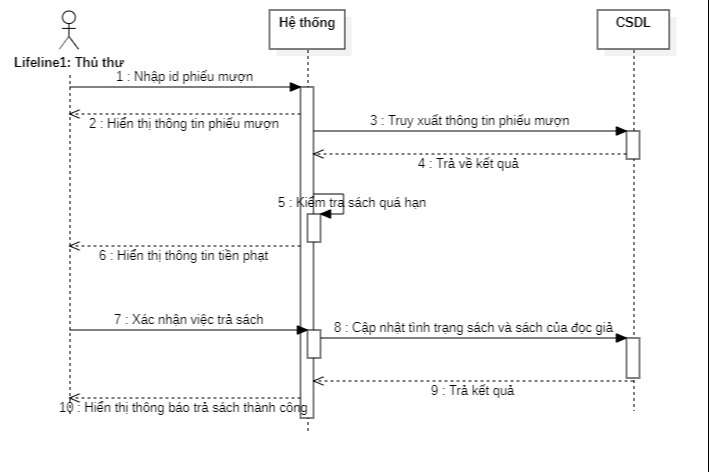 Hệ thống
CSDL
Lifeline1: Thủ thư
1 : Nhập id phiếu mượn
2 : Hiển thị thông tin phiếu mượn
3 : Truy xuất thông tin phiếu mượn
4 : Trả về kết quả
5 : Kiểm tra sách quá hạn
6 : Hiển thị thông tin tiền phạt
7 : Xác nhận việc trả sách
8 : Cập nhật tình trạng sách và sách của đọc giả
9 : Trả kết quả
10 : Hiển thị thông báo trả sách thành công